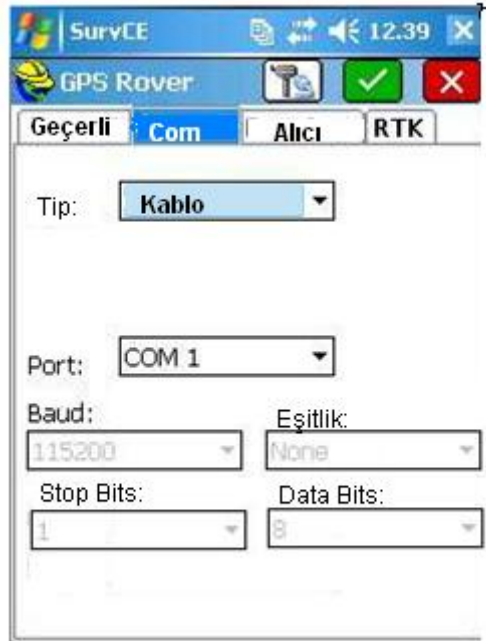 SurvCE 12.39
GPS Rover
Geçerli Com Alıcı RTK
Tip: Kablo
Port: COM 1
Baud: Eşitlik:
115200 None
Stop Bits: Data Bits:
1 8